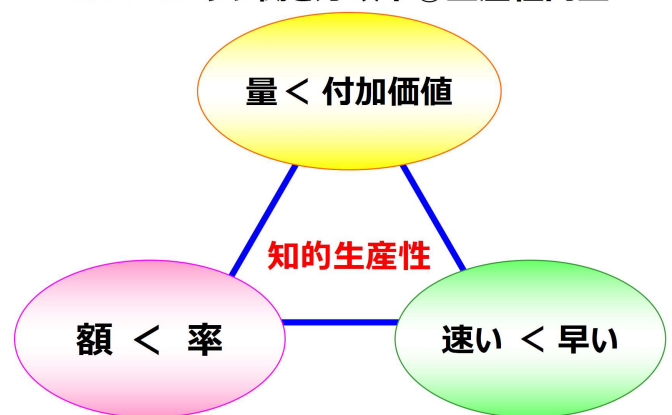 量 < 付加価値
知的生産性
額 < 率
速い < 早い